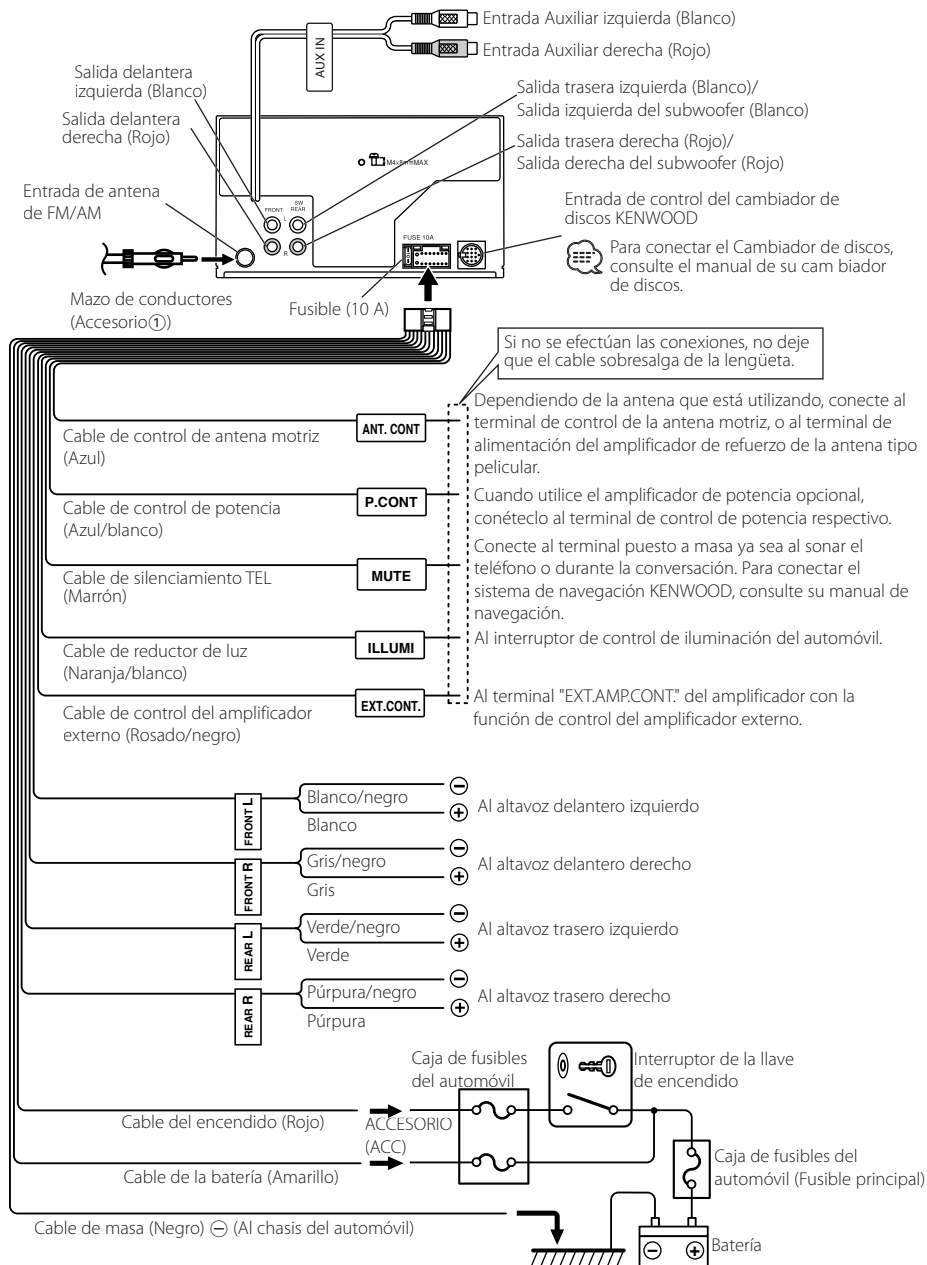 Entrada Auxiliar izquierda (Blanco)
Entrada Auxiliar derecha (Rojo)
AUX IN
Salida delantera
izquierda (Blanco)
Salida delantera
derecha (Rojo)
Salida trasera izquierda (Blanco)/
Salida izquierda del subwoofer (Blanco)
Salida trasera derecha (Rojo)/
Salida derecha del subwoofer (Rojo)
M4×8mmMAX
Entrada de antena
de FM/AM
FRONT
SW
REAR
L
R
FUSE 10A
Entrada de control del cambiador de
discos KENWOOD
Para conectar el Cambiador de discos,
consulte el manual de su cam biador
de discos.
Mazo de conductores
(Accesorio①)
Fusible (10 A)
Si no se efectúan las conexiones, no deje
que el cable sobresalga de la lengüeta.
Cable de control de antena motriz
(Azul)
ANT. CONT
Dependiendo de la antena que está utilizando, conecte al
terminal de control de la antena motriz, o al terminal de
alimentación del amplificador de refuerzo de la antena tipo
pelicular.
Cable de control de potencia
(Azul/blanco)
P.CONT
Cuando utilice el amplificador de potencia opcional,
conéteclo al terminal de control de potencia respectivo.
Cable de silenciamiento TEL
(Marrón)
MUTE
Conecte al terminal puesto a masa ya sea al sonar el
teléfono o durante la conversación. Para conectar el
sistema de navegación KENWOOD, consulte su manual de
navegación.
Cable de reductor de luz
(Naranja/blanco)
ILLUMI
Al interruptor de control de iluminación del automóvil.
Cable de control del amplificador
externo (Rosado/negro)
EXT.CONT.
Al terminal "EXT.AMP.CONT." del amplificador con la
función de control del amplificador externo.
FRONT L
Blanco/negro ⊖
Blanco ⊕
Al altavoz delantero izquierdo
FRONT R
Gris/negro ⊖
Gris ⊕
Al altavoz delantero derecho
REAR L
Verde/negro ⊖
Verde ⊕
Al altavoz trasero izquierdo
REAR R
Púrpura/negro ⊖
Púrpura ⊕
Al altavoz trasero derecho
Caja de fusibles
del automóvil
Interruptor de la llave
de encendido
Cable del encendido (Rojo)
ACCESORIO
(ACC)
Cable de la batería (Amarillo)
Caja de fusibles del
automóvil (Fusible principal)
Cable de masa (Negro) ⊖ (Al chasis del automóvil)
⊖ ⊕
Batería